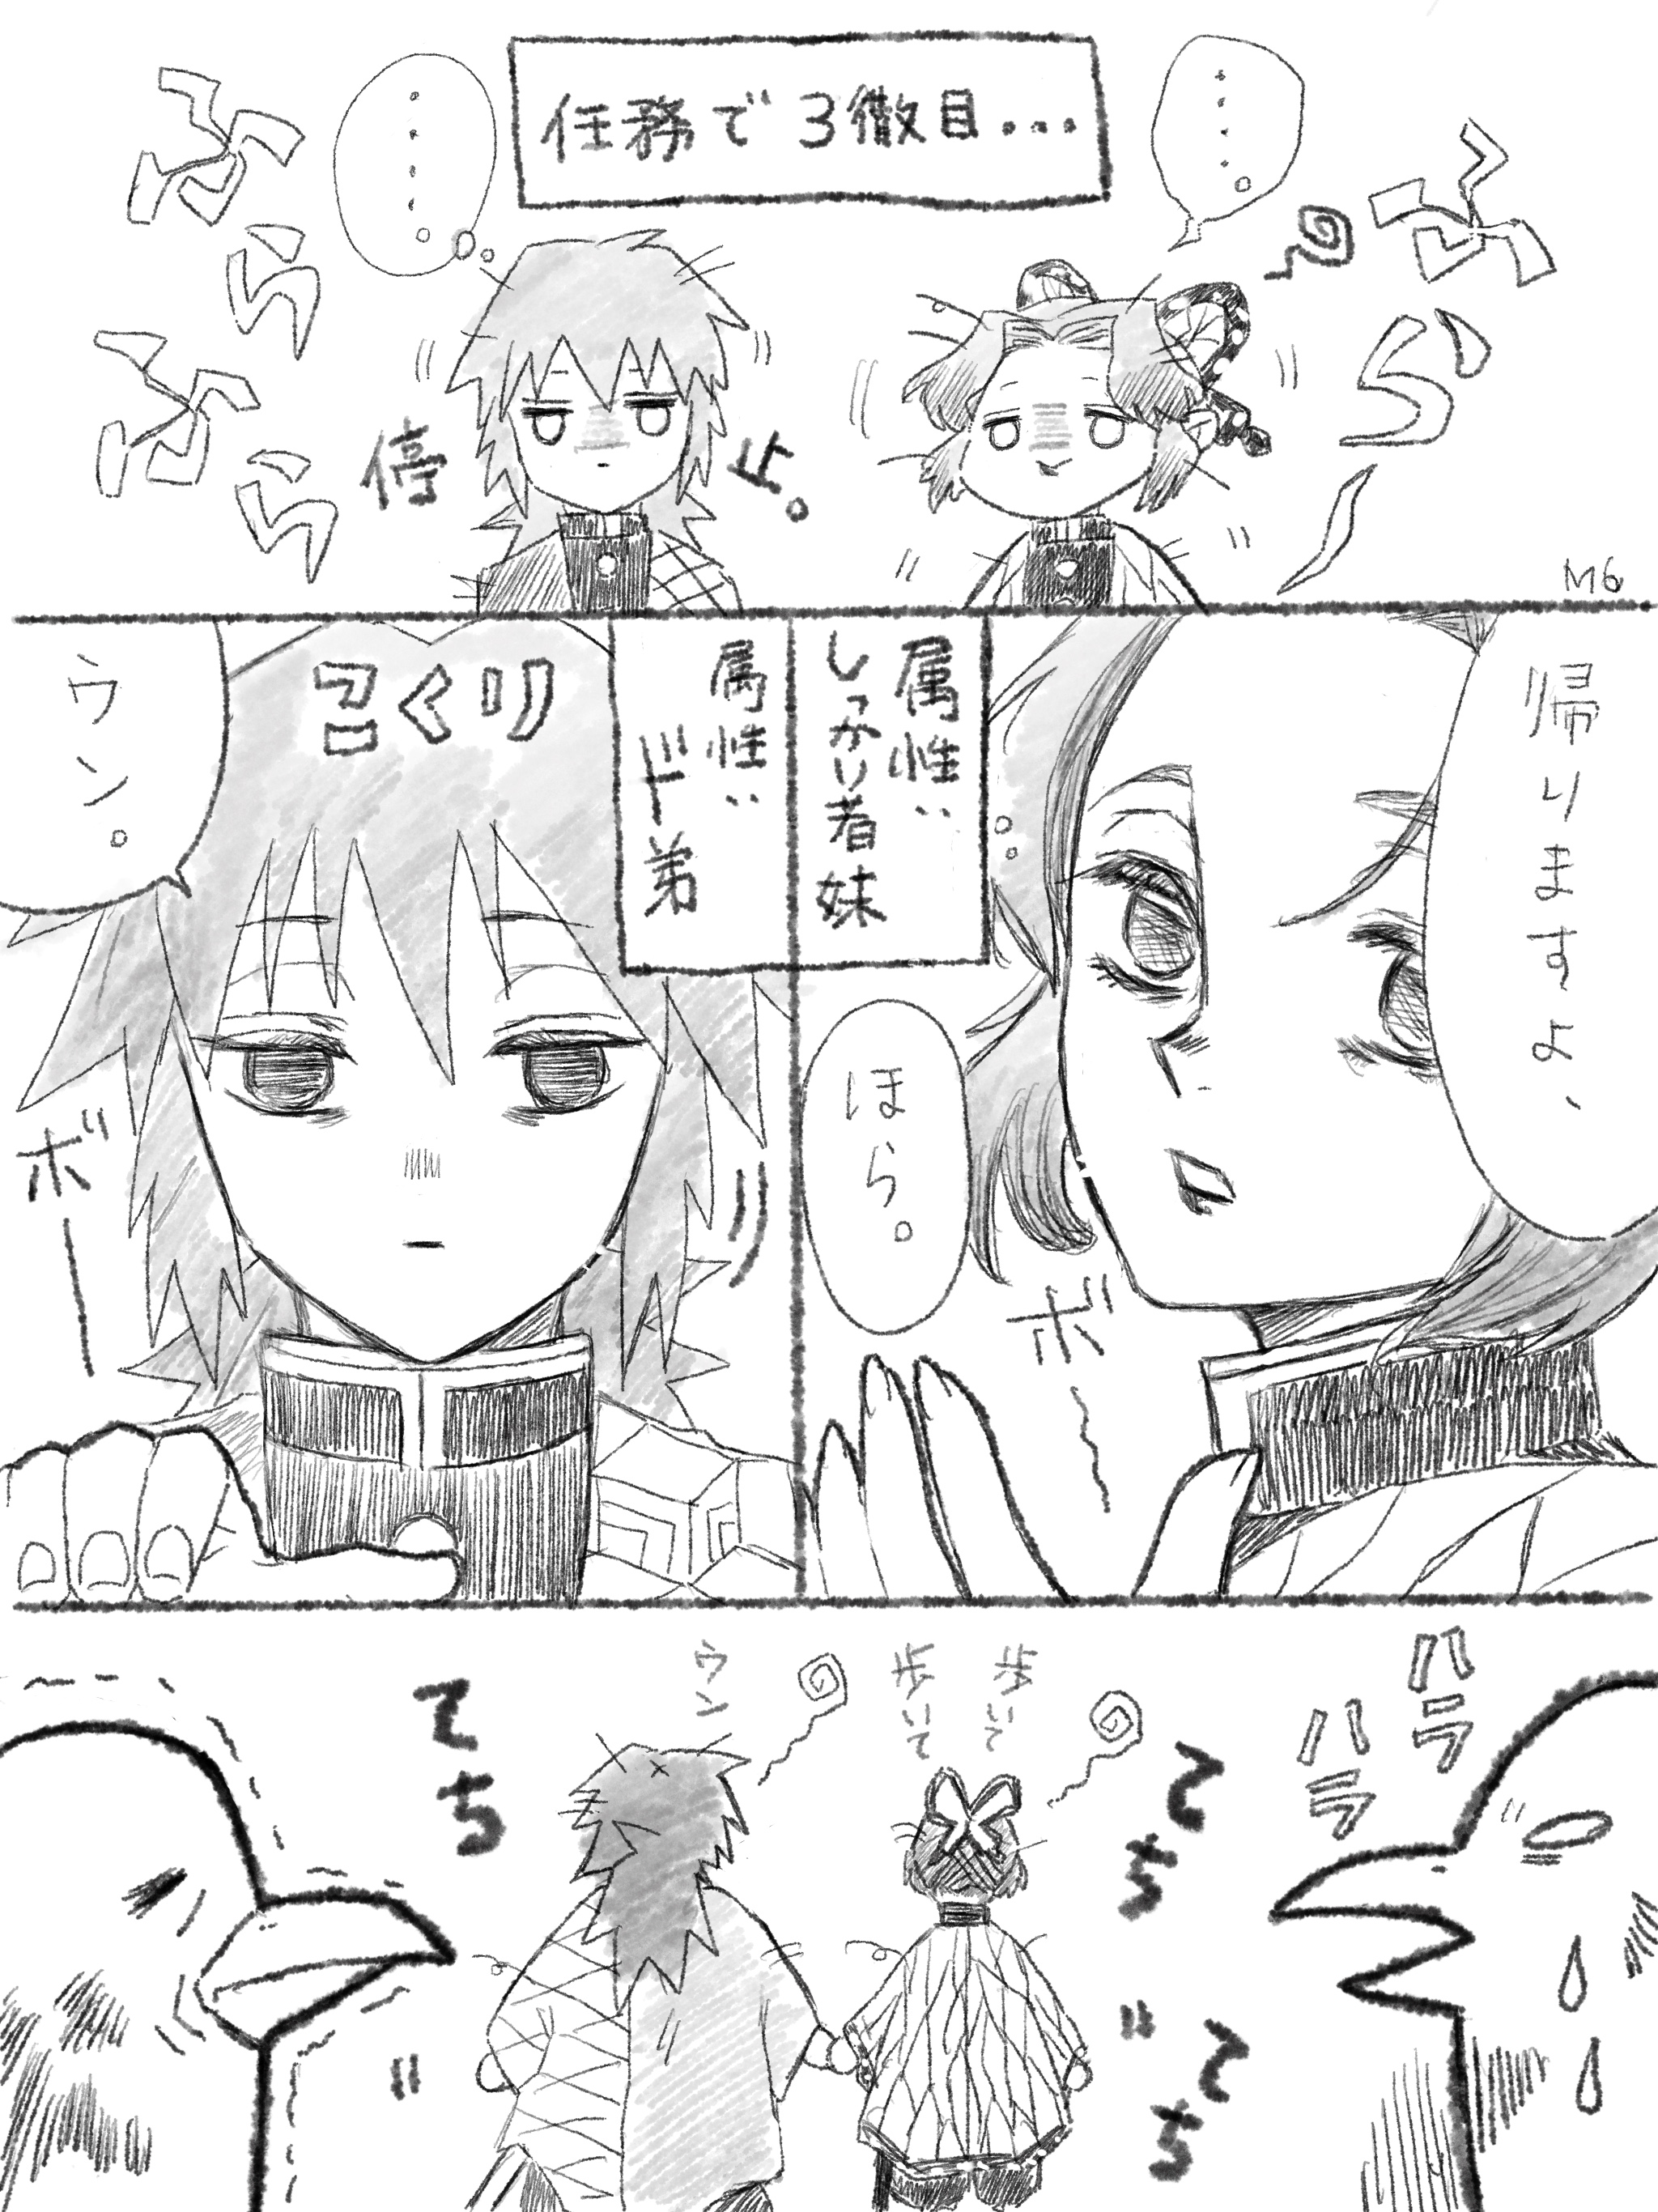 任務で3徹目...
‥‥。
‥‥。
ふらぁ
ふらふら
停止。
M6
帰りますよ、
ほら。
属性:
しっかり者妹
ボ〜
属性:
ド弟
こくり
ウン。
ボー
ハラハラ
歩いて
歩いて
ウン
てちてち
てち